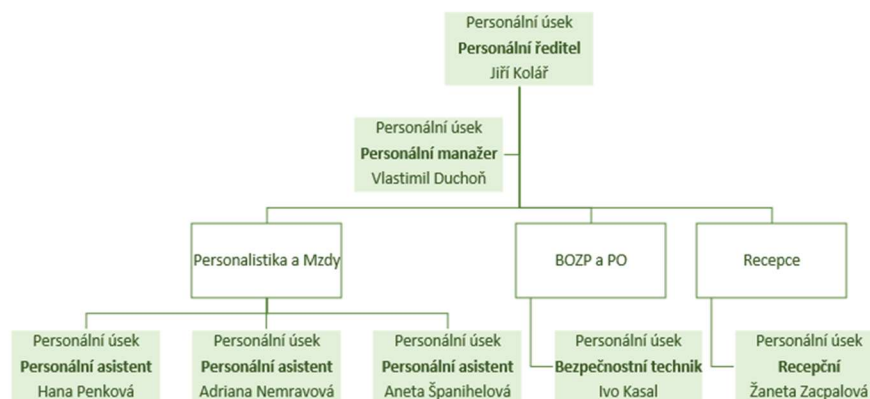 Personální úsek
Personální ředitel
Jiří Kolář
Personální úsek
Personální manažer
Vlastimil Duchoň
Personalistika a Mzdy
BOZP a PO
Recepce
Personální úsek
Personální asistent
Hana Penková
Personální úsek
Personální asistent
Adriana Nemravová
Personální úsek
Personální asistent
Aneta Španihelová
Personální úsek
Bezpečnostní technik
Ivo Kasal
Personální úsek
Recepční
Žaneta Zacpalová